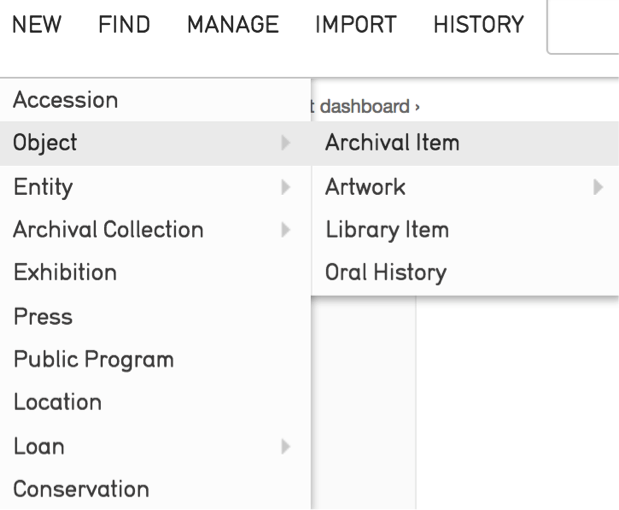 NEW FIND MANAGE IMPORT HISTORY
t dashboard ›
Accession
Object
Entity
Archival Collection
Exhibition
Press
Public Program
Location
Loan
Conservation
Archival Item
Artwork
Library Item
Oral History